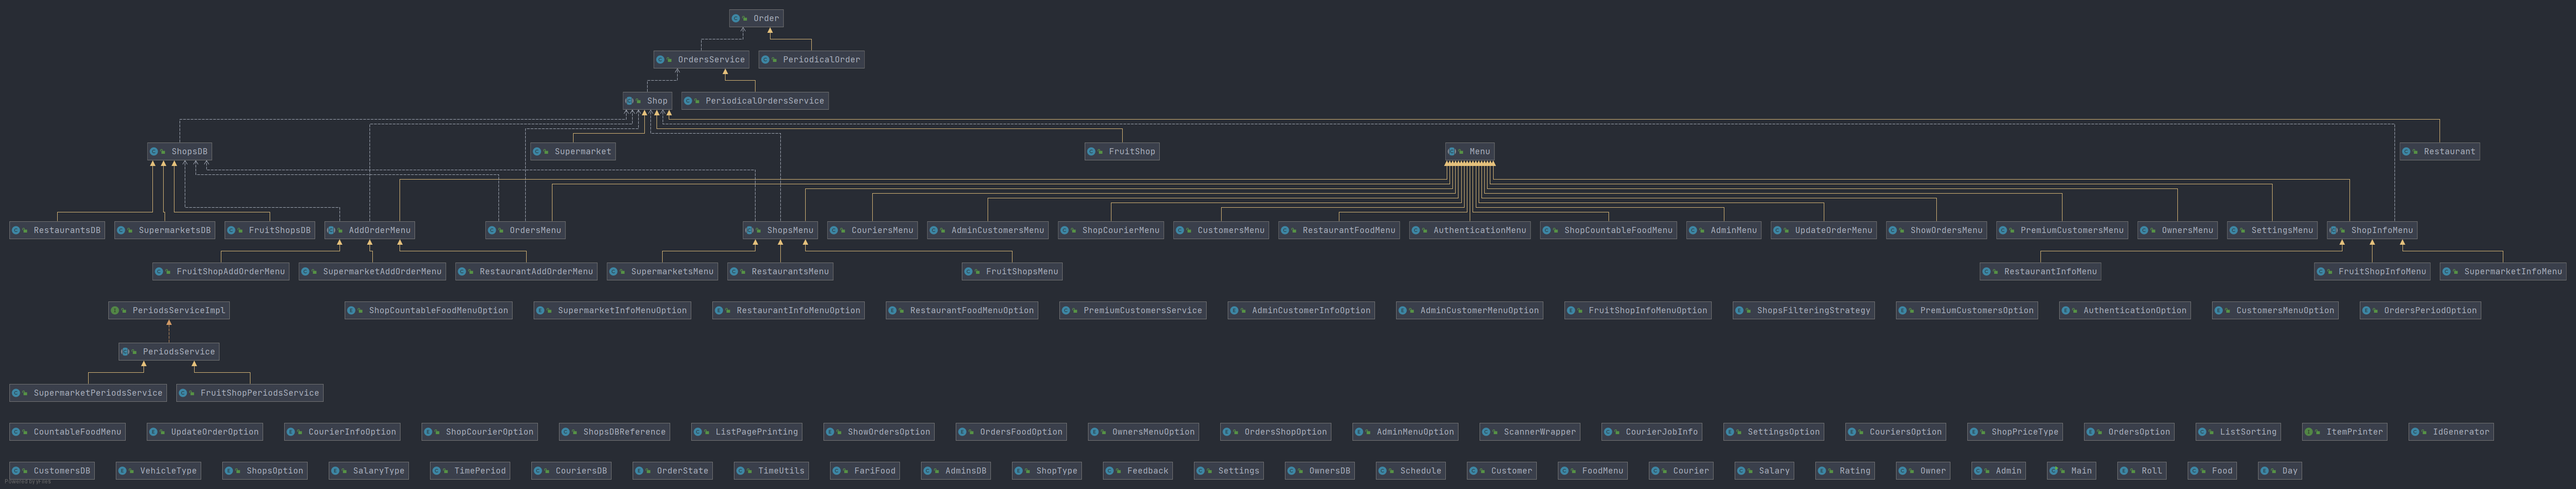 Order
OrdersService
PeriodicalOrder
Shop
PeriodicalOrdersService
ShopsDB
Supermarket
FruitShop
Menu
Restaurant
RestaurantsDB
SupermarketsDB
FruitShopsDB
AddOrderMenu
OrdersMenu
ShopsMenu
CouriersMenu
AdminCustomersMenu
ShopCourierMenu
CustomersMenu
RestaurantFoodMenu
AuthenticationMenu
ShopCountableFoodMenu
AdminMenu
UpdateOrderMenu
ShowOrdersMenu
PremiumCustomersMenu
OwnersMenu
SettingsMenu
ShopInfoMenu
FruitShopAddOrderMenu
SupermarketAddOrderMenu
RestaurantAddOrderMenu
SupermarketsMenu
RestaurantsMenu
FruitShopsMenu
RestaurantInfoMenu
FruitShopInfoMenu
SupermarketInfoMenu
PeriodsServiceImpl
ShopCountableFoodMenuOption
SupermarketInfoMenuOption
RestaurantInfoMenuOption
RestaurantFoodMenuOption
PremiumCustomersService
AdminCustomerInfoOption
AdminCustomerMenuOption
FruitShopInfoMenuOption
ShopsFilteringStrategy
PremiumCustomersOption
AuthenticationOption
CustomersMenuOption
OrdersPeriodOption
PeriodsService
SupermarketPeriodsService
FruitShopPeriodsService
CountableFoodMenu
UpdateOrderOption
CourierInfoOption
ShopCourierOption
ShopsDBReference
ListPagePrinting
ShowOrdersOption
OrdersFoodOption
OwnersMenuOption
OrdersShopOption
AdminMenuOption
ScannerWrapper
CourierJobInfo
SettingsOption
CouriersOption
ShopPriceType
OrdersOption
ListSorting
ItemPrinter
IdGenerator
CustomersDB
VehicleType
ShopsOption
SalaryType
TimePeriod
CouriersDB
OrderState
TimeUtils
FariFood
AdminsDB
ShopType
Feedback
Settings
OwnersDB
Schedule
Customer
FoodMenu
Courier
Salary
Rating
Owner
Admin
Main
Roll
Food
Day
Powered by yFiles